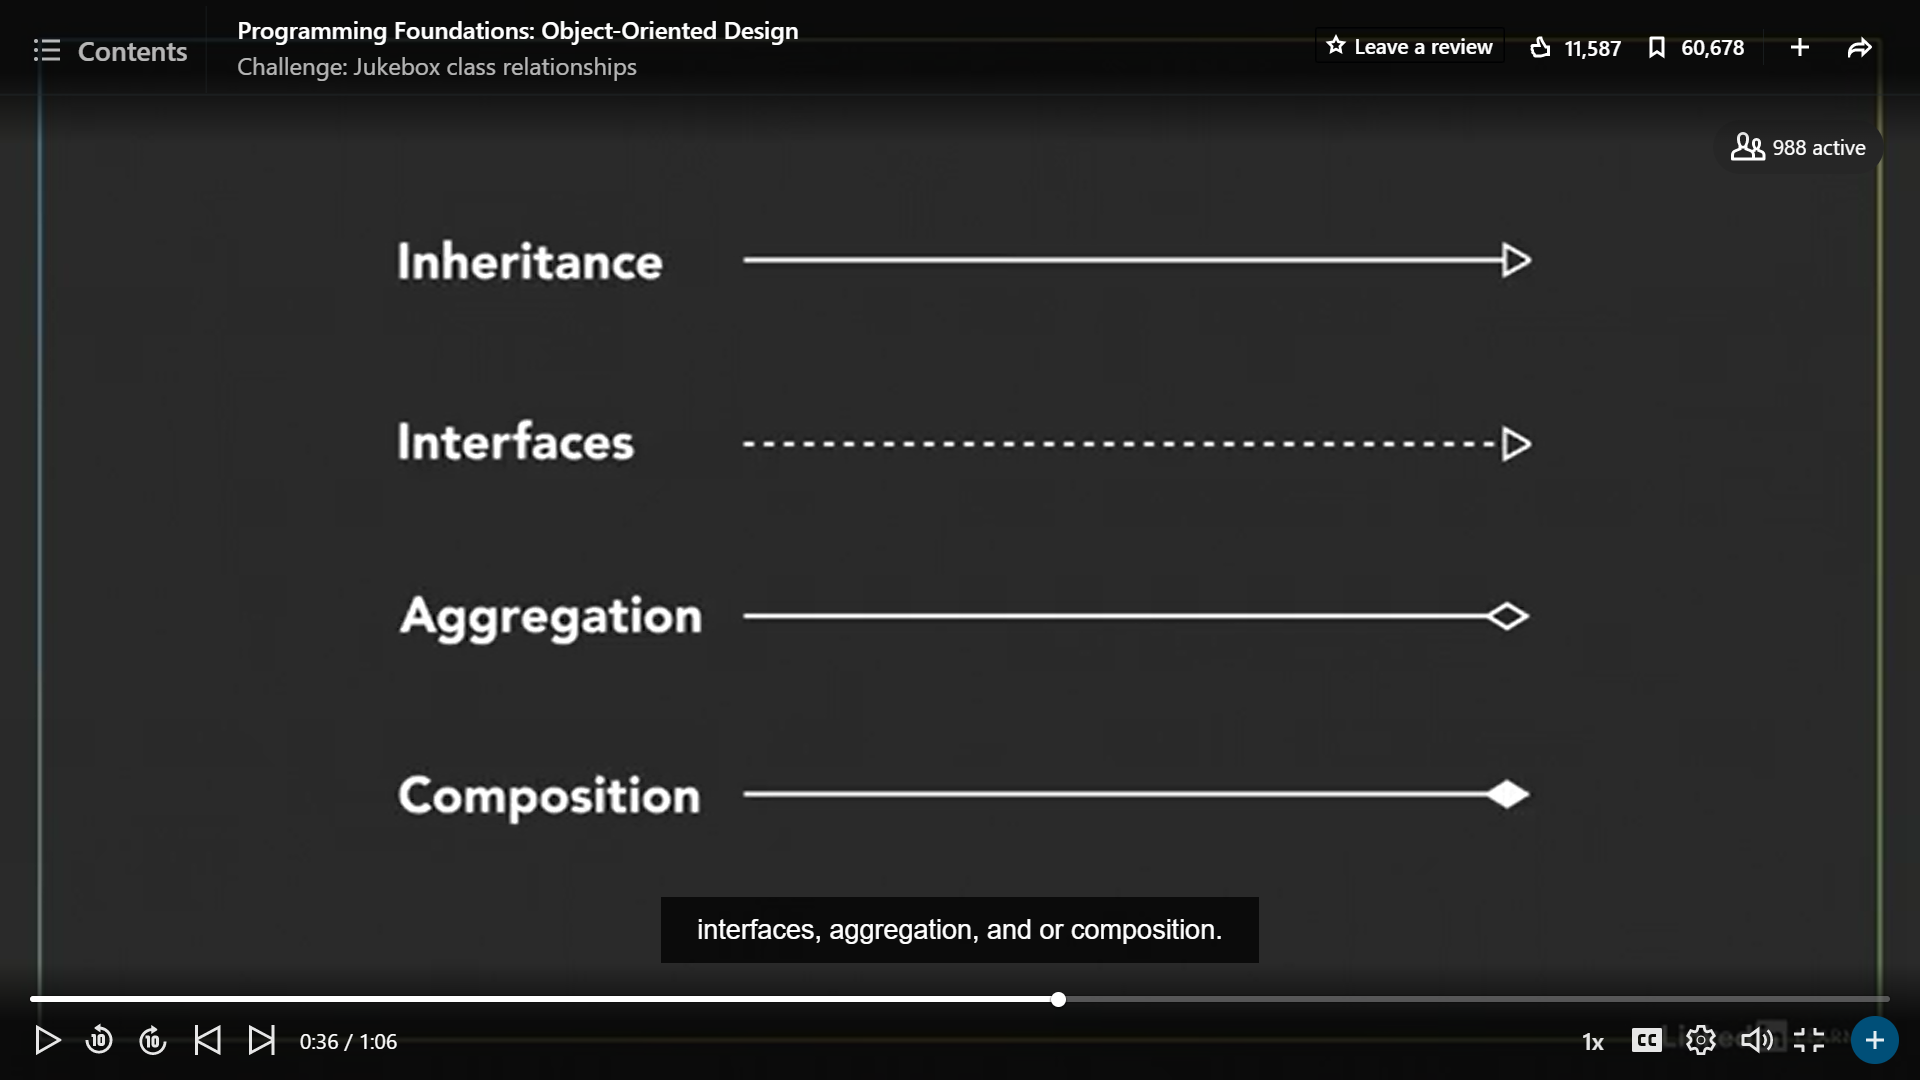 Contents
Programming Foundations: Object-Oriented Design
Challenge: Jukebox class relationships
Leave a review
11,587
60,678
988 active
Inheritance
Interfaces
Aggregation
Composition
interfaces, aggregation, and or composition.
10
10
0:36 / 1:06
1x
CC